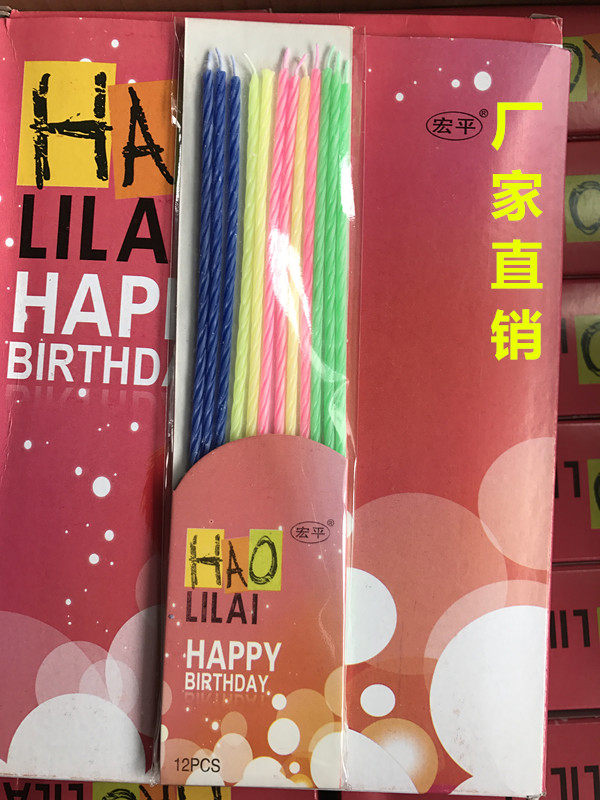 HA
LILA
HAP
BIRTHDA
宏平®
厂家直销
HAO
LILAI
宏平®
HAPPY
BIRTHDAY
12PCS